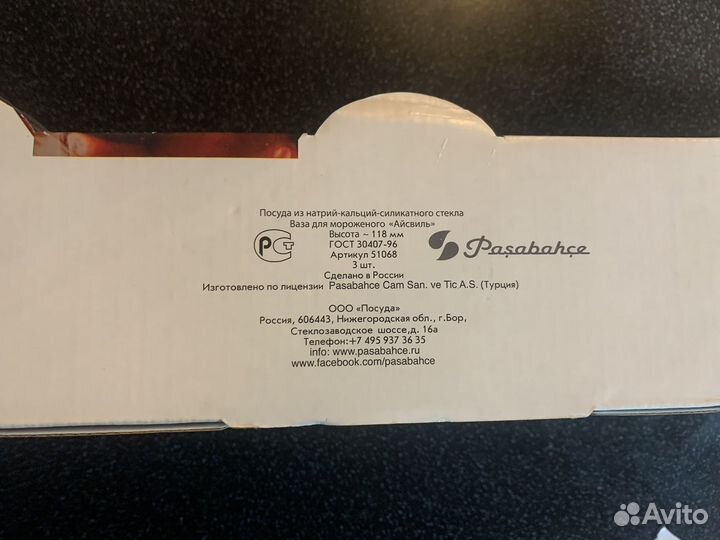 Посуда из натрий-кальций-силикатного стекла
Ваза для мороженого «Айсвиль»
Высота ~ 118 мм
ГОСТ 30407-96
Артикул 51068
3 шт.
Сделано в России
Изготовлено по лицензии Pasabahce Cam San. ve Tic A.S. (Турция)
РСТ
Paşabahçe
ООО «Посуда»
Россия, 606443, Нижегородская обл., г.Бор,
Стеклозаводское шоссе,д. 16а
Телефон:+7 495 937 36 35
info: www.pasabahce.ru
www.facebook.com/pasabahce
Avito